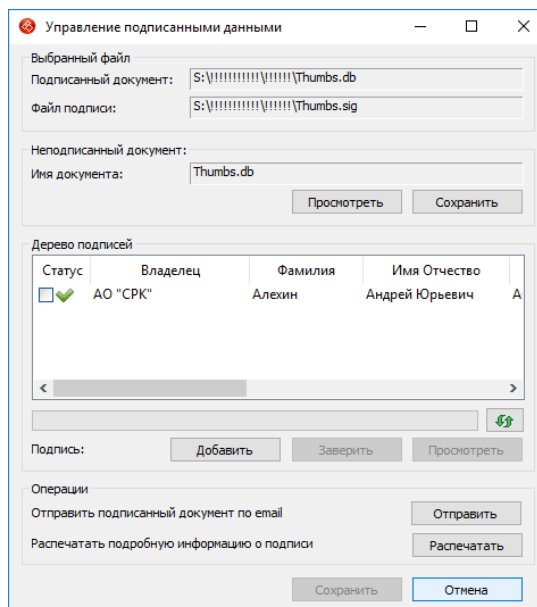 Управление подписанными данными
Выбранный файл
Подписанный документ: S:\!!!!!!!!!!!\!!!!!!\Thumbs.db
Файл подписи: S:\!!!!!!!!!!!\!!!!!!\Thumbs.sig
Неподписанный документ:
Имя документа: Thumbs.db
Просмотреть Сохранить
Дерево подписей
Статус Владелец Фамилия Имя Отчество
АО "СРК" Алехин Андрей Юрьевич А
Подпись: Добавить Заверить Просмотреть
Операции
Отправить подписанный документ по email Отправить
Распечатать подробную информацию о подписи Распечатать
Сохранить Отмена